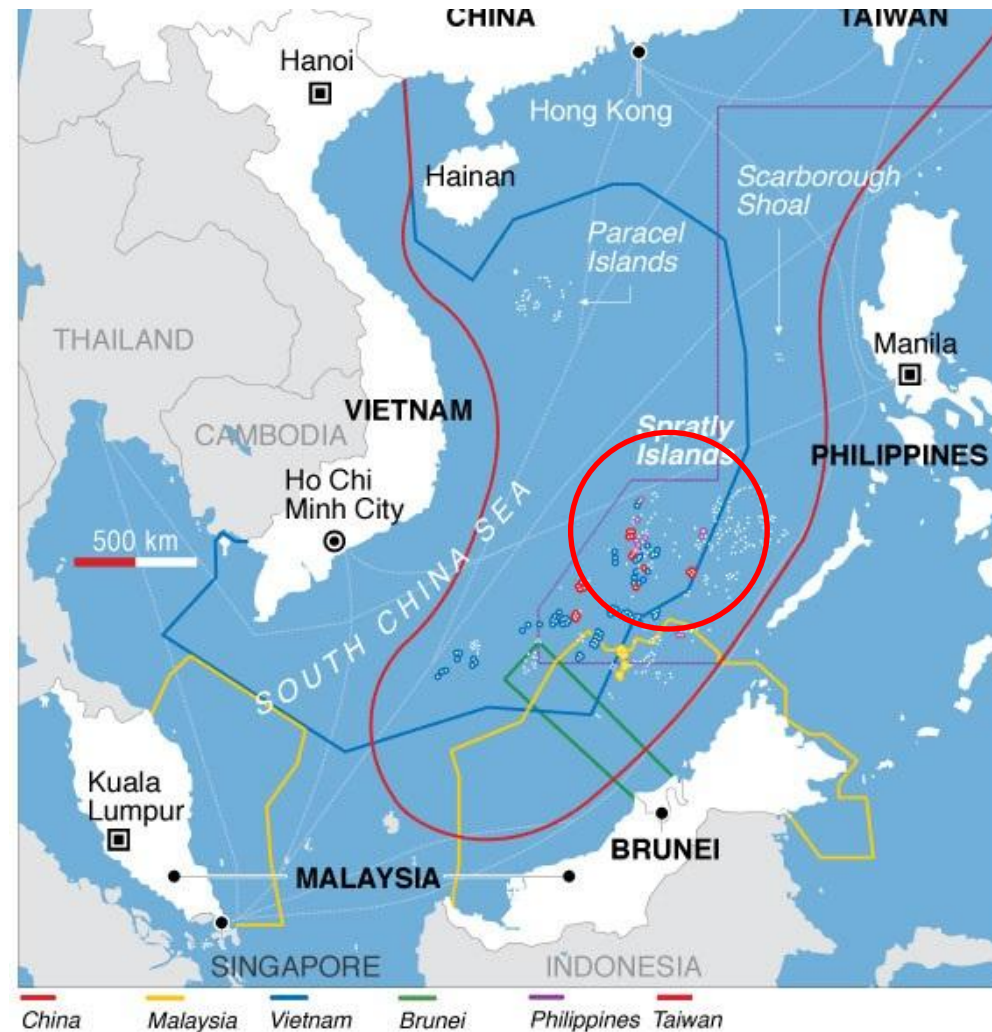 CHINA
TAIWAN
Hanoi
Hong Kong
Hainan
Scarborough
Shoal
Paracel
Islands
THAILAND
Manila
VIETNAM
CAMBODIA
Spratly
Islands
PHILIPPINES
Ho Chi
Minh City
500 km
SOUTH CHINA SEA
Kuala
Lumpur
BRUNEI
MALAYSIA
SINGAPORE
INDONESIA
China Malaysia Vietnam Brunei Philippines Taiwan